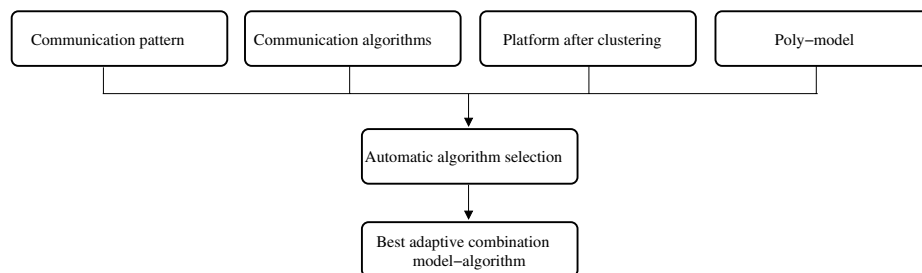 Communication pattern
Communication algorithms
Platform after clustering
Poly−model
Automatic algorithm selection
Best adaptive combination
model−algorithm